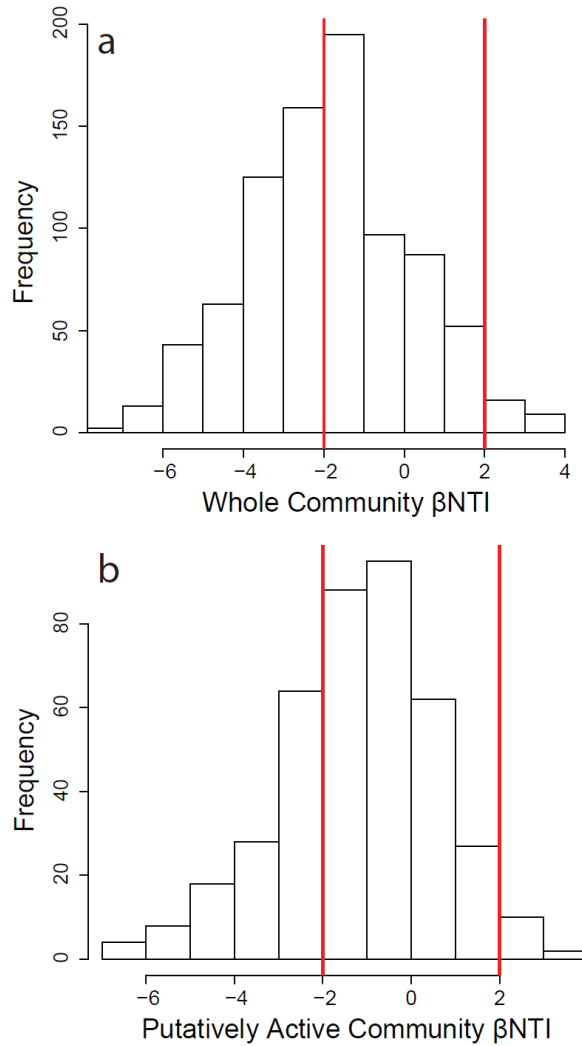 a
200
150
100
50
0
Frequency
−6 −4 −2 0 2 4
Whole Community βNTI
b
80
60
40
20
0
Frequency
−6 −4 −2 0 2
Putatively Active Community βNTI